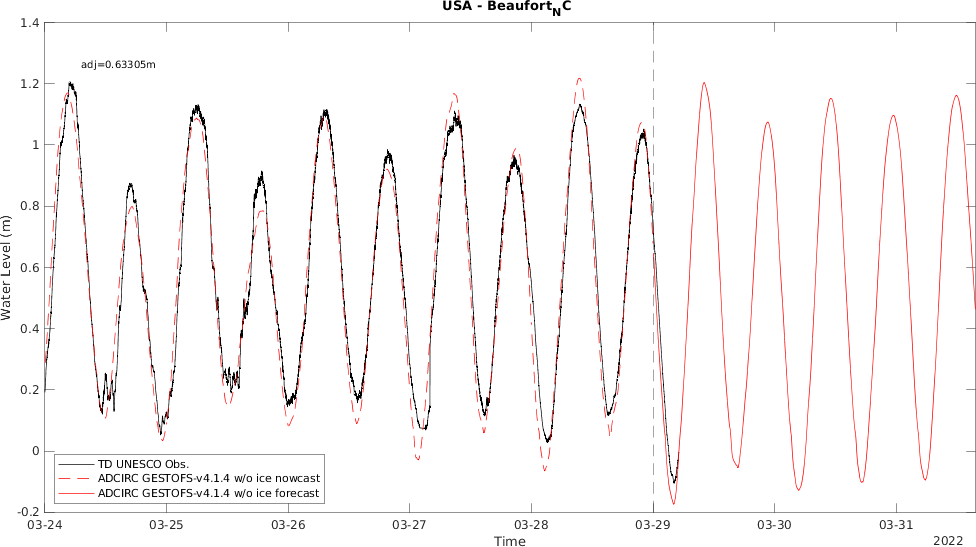 USA - Beaufort_NC
adj=0.63305m
Water Level (m)
1.4
1.2
1
0.8
0.6
0.4
0.2
0
-0.2
TD UNESCO Obs.
ADCIRC GESTOFS-v4.1.4 w/o ice nowcast
ADCIRC GESTOFS-v4.1.4 w/o ice forecast
03-24 03-25 03-26 03-27 03-28 03-29 03-30 03-31
Time
2022